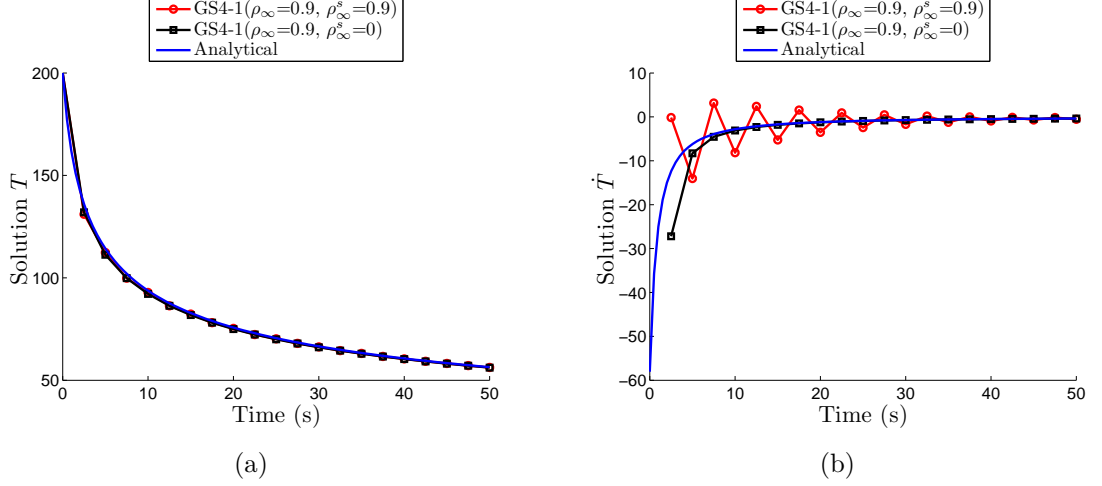 GS4-1(ρ∞=0.9, ρ∞ˢ=0.9)
GS4-1(ρ∞=0.9, ρ∞ˢ=0)
Analytical
200
150
100
50
Solution T
0 10 20 30 40 50
Time (s)
(a)
GS4-1(ρ∞=0.9, ρ∞ˢ=0.9)
GS4-1(ρ∞=0.9, ρ∞ˢ=0)
Analytical
10
0
−10
−20
−30
−40
−50
−60
Solution Ṫ
0 10 20 30 40 50
Time (s)
(b)